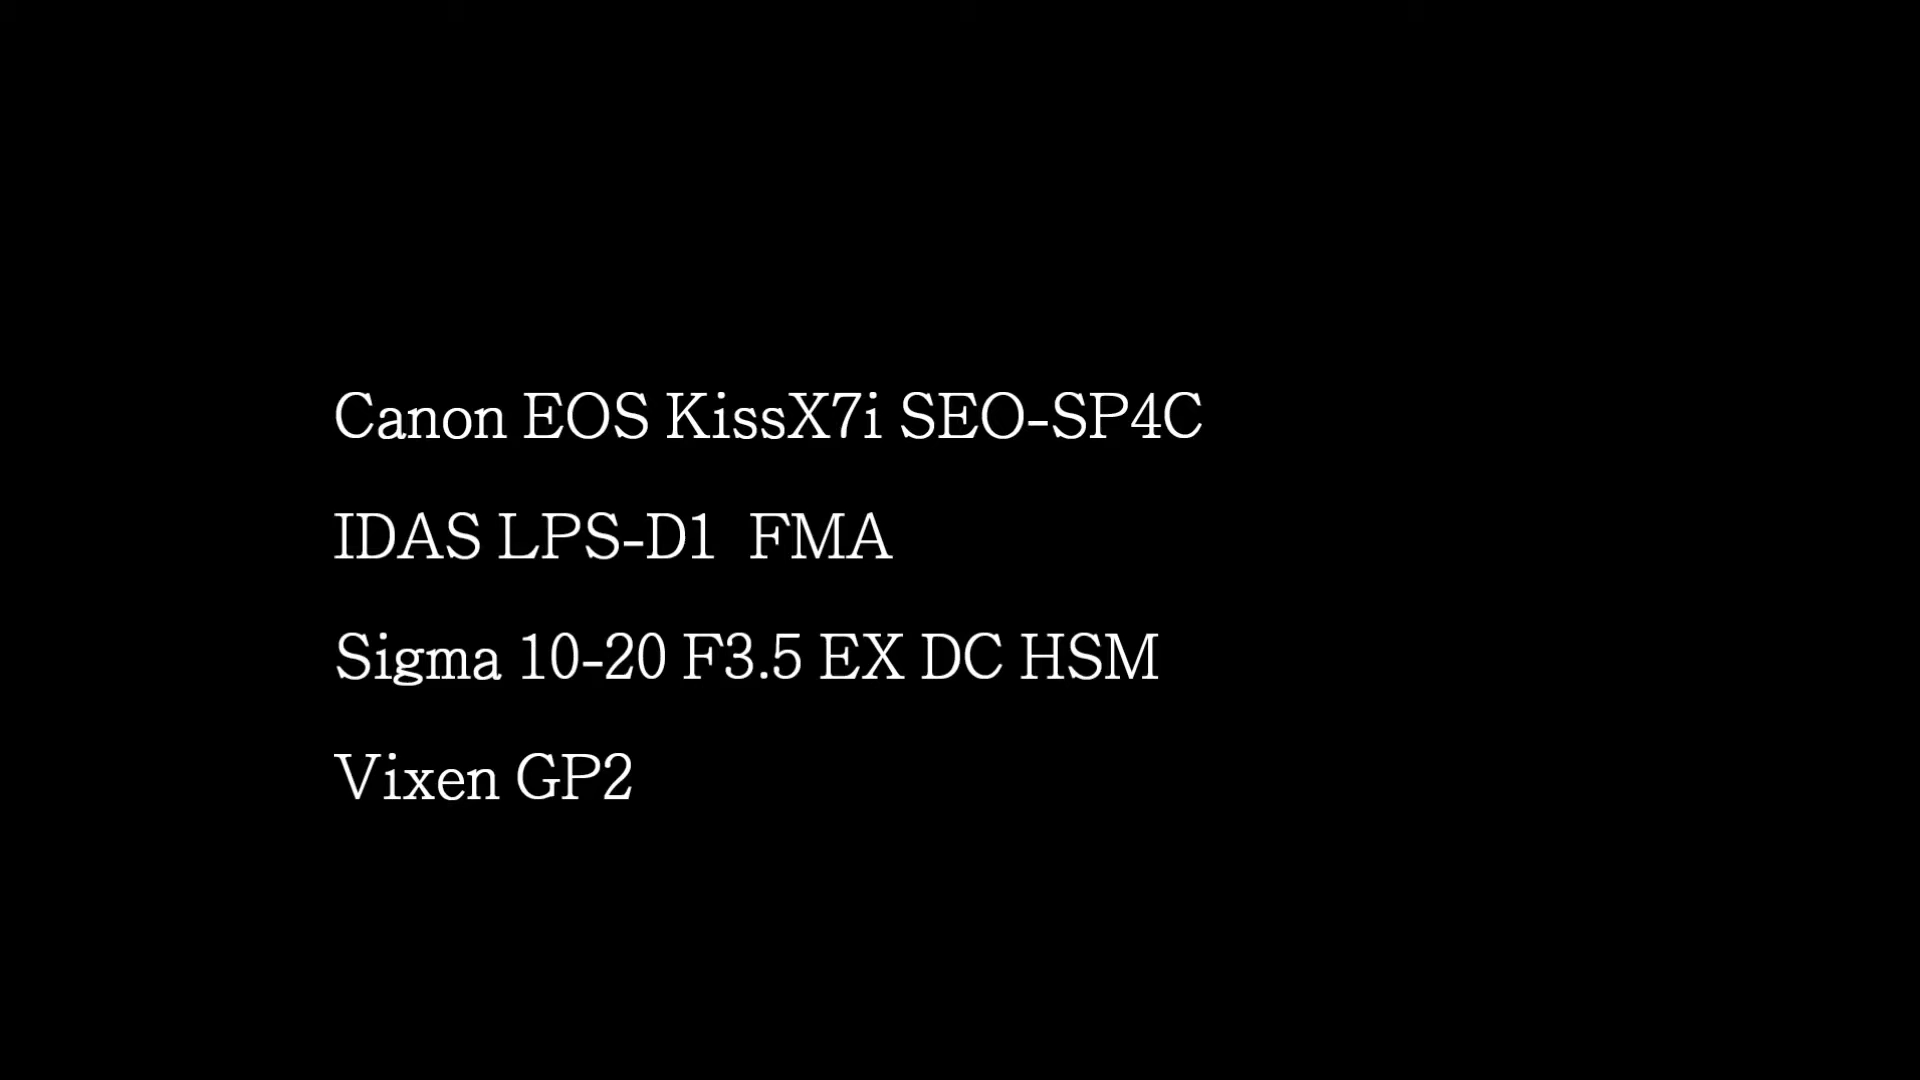 Canon EOS KissX7i SEO-SP4C
IDAS LPS-D1  FMA
Sigma 10-20 F3.5 EX DC HSM
Vixen GP2